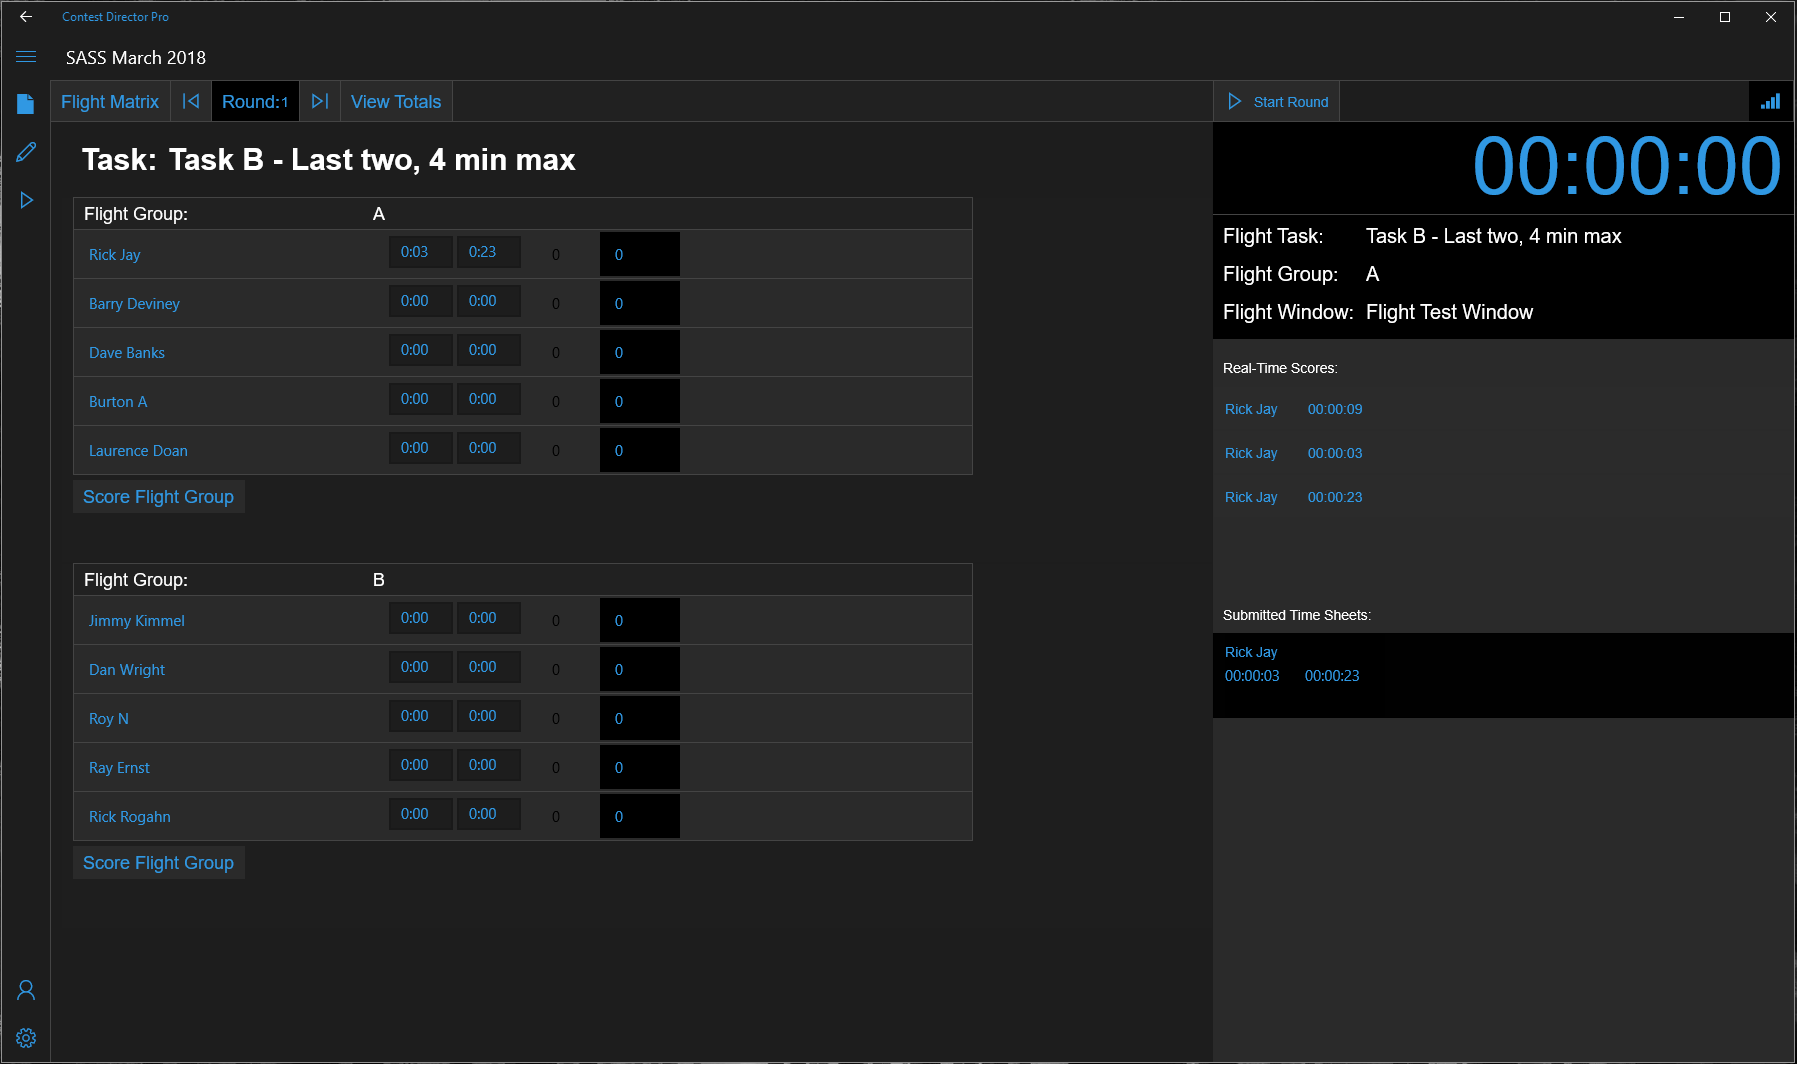 Contest Director Pro
SASS March 2018
Flight Matrix Round:1 View Totals Start Round
00:00:00
Task: Task B - Last two, 4 min max
Flight Group: A
Rick Jay 0:03 0:23 0 0
Barry Deviney 0:00 0:00 0 0
Dave Banks 0:00 0:00 0 0
Burton A 0:00 0:00 0 0
Laurence Doan 0:00 0:00 0 0
Score Flight Group
Flight Group: B
Jimmy Kimmel 0:00 0:00 0 0
Dan Wright 0:00 0:00 0 0
Roy N 0:00 0:00 0 0
Ray Ernst 0:00 0:00 0 0
Rick Rogahn 0:00 0:00 0 0
Score Flight Group
Flight Task: Task B - Last two, 4 min max
Flight Group: A
Flight Window: Flight Test Window
Real-Time Scores:
Rick Jay 00:00:09
Rick Jay 00:00:03
Rick Jay 00:00:23
Submitted Time Sheets:
Rick Jay
00:00:03 00:00:23